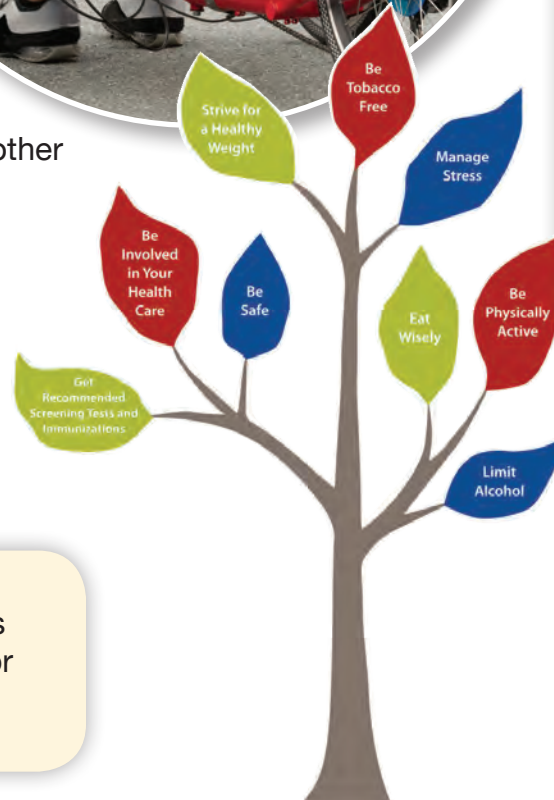 other
Strive for
a Healthy
Weight
Be
Tobacco
Free
Manage
Stress
Be
Involved
in Your
Health
Care
Be
Safe
Eat
Wisely
Be
Physically
Active
Get
Recommended
Screening Tests and
Immunizations
Limit
Alcohol
s
or